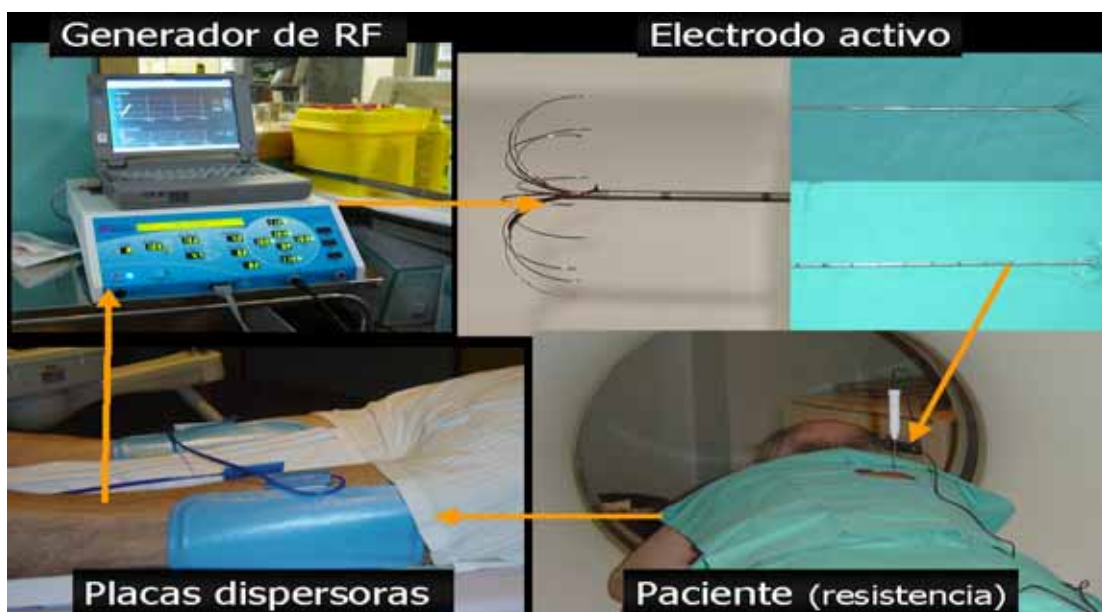 Generador de RF
Electrodo activo
Placas dispersoras
Paciente (resistencia)